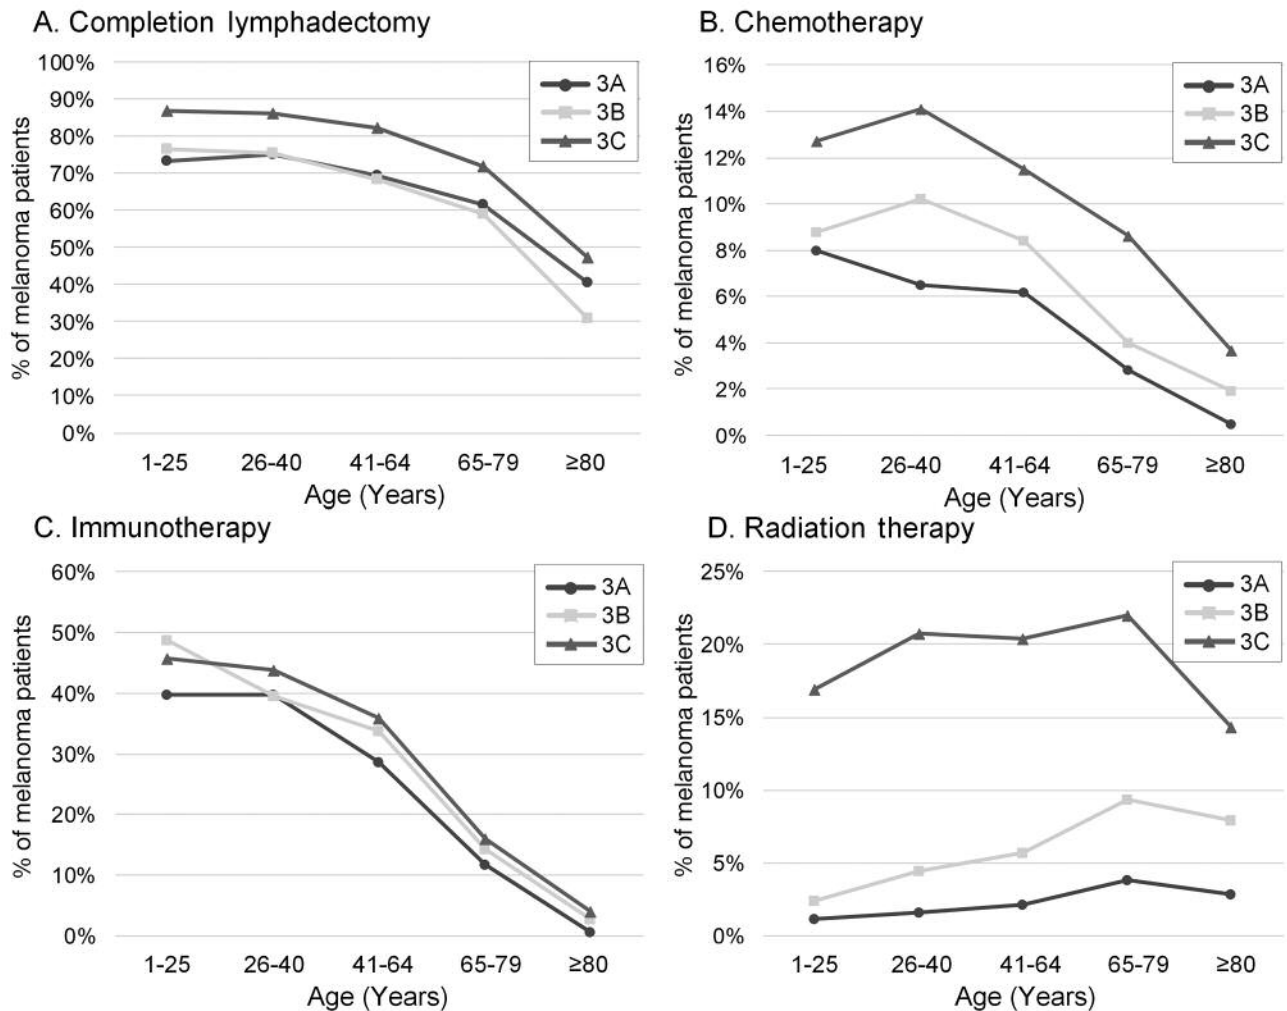 A. Completion lymphadectomy
100%
90%
80%
70%
60%
50%
40%
30%
20%
10%
0%
% of melanoma patients
3A
3B
3C
1-25 26-40 41-64 65-79 ≥80
Age (Years)
B. Chemotherapy
16%
14%
12%
10%
8%
6%
4%
2%
0%
% of melanoma patients
3A
3B
3C
1-25 26-40 41-64 65-79 ≥80
Age (Years)
C. Immunotherapy
60%
50%
40%
30%
20%
10%
0%
% of melanoma patients
3A
3B
3C
1-25 26-40 41-64 65-79 ≥80
Age (Years)
D. Radiation therapy
25%
20%
15%
10%
5%
0%
% of melanoma patients
3A
3B
3C
1-25 26-40 41-64 65-79 ≥80
Age (Years)